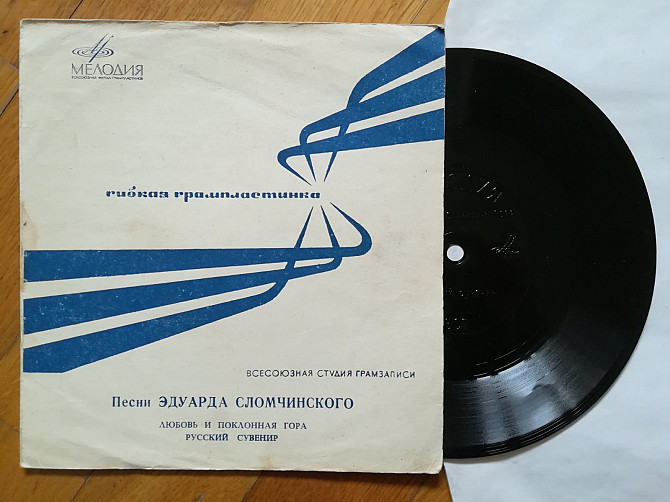 МЕЛОДИЯ
ВСЕСОЮЗНАЯ ФИРМА ГРАМПЛАСТИНОК
гибкая грампластинка
ВСЕСОЮЗНАЯ СТУДИЯ ГРАМЗАПИСИ
Песни ЭДУАРДА СЛОМЧИНСКОГО
ЛЮБОВЬ И ПОКЛОННАЯ ГОРА
РУССКИЙ СУВЕНИР